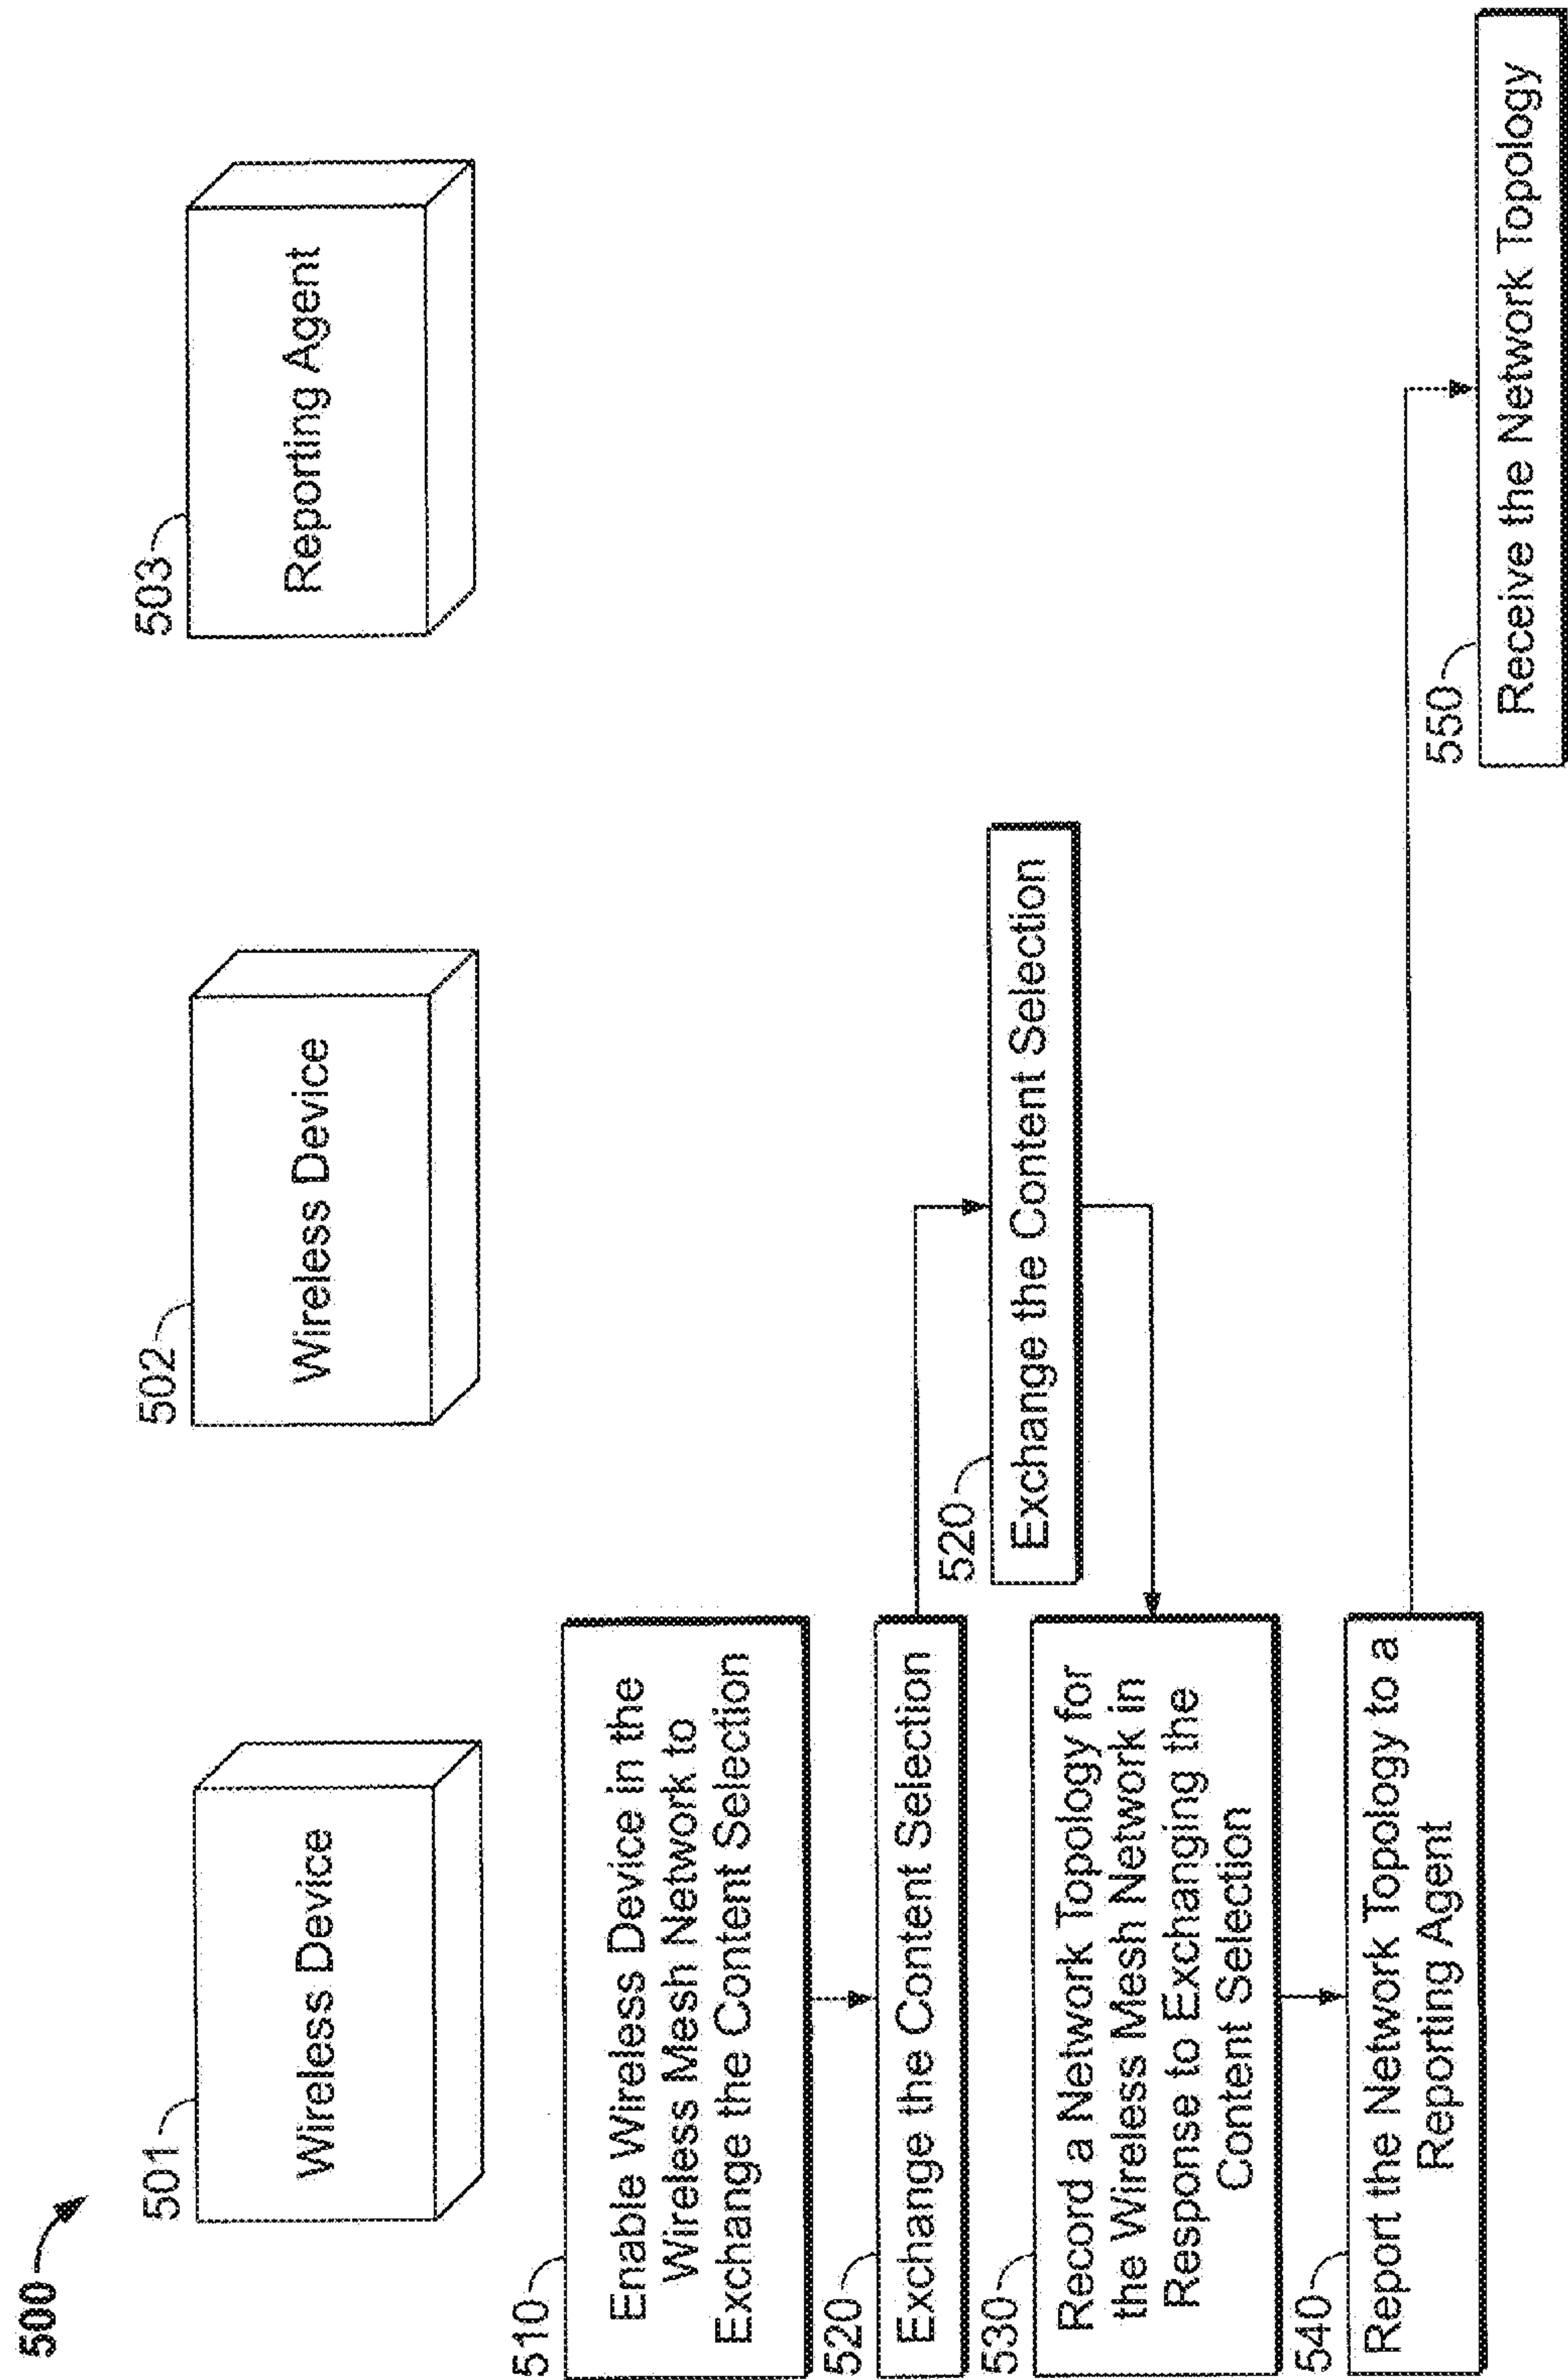 500
501
Wireless Device
502
Wireless Device
503
Reporting Agent
510
Enable Wireless Device in the
Wireless Mesh Network to
Exchange the Content Selection
520
Exchange the Content Selection
520
Exchange the Content Selection
530
Record a Network Topology for
the Wireless Mesh Network in
Response to Exchanging the
Content Selection
540
Report the Network Topology to a
Reporting Agent
550
Receive the Network Topology